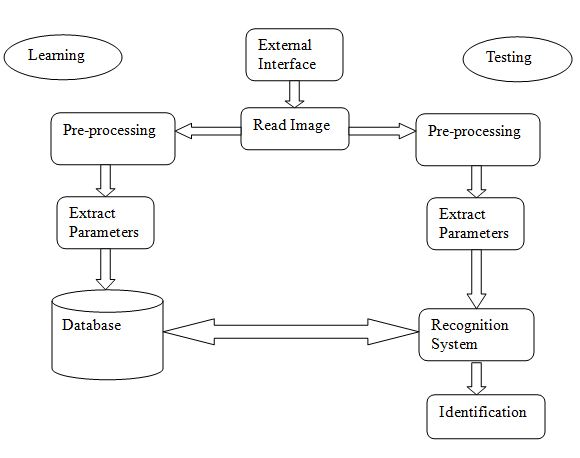 Learning
External
Interface
Testing
Pre-processing
Read Image
Pre-processing
Extract
Parameters
Extract
Parameters
Database
Recognition
System
Identification